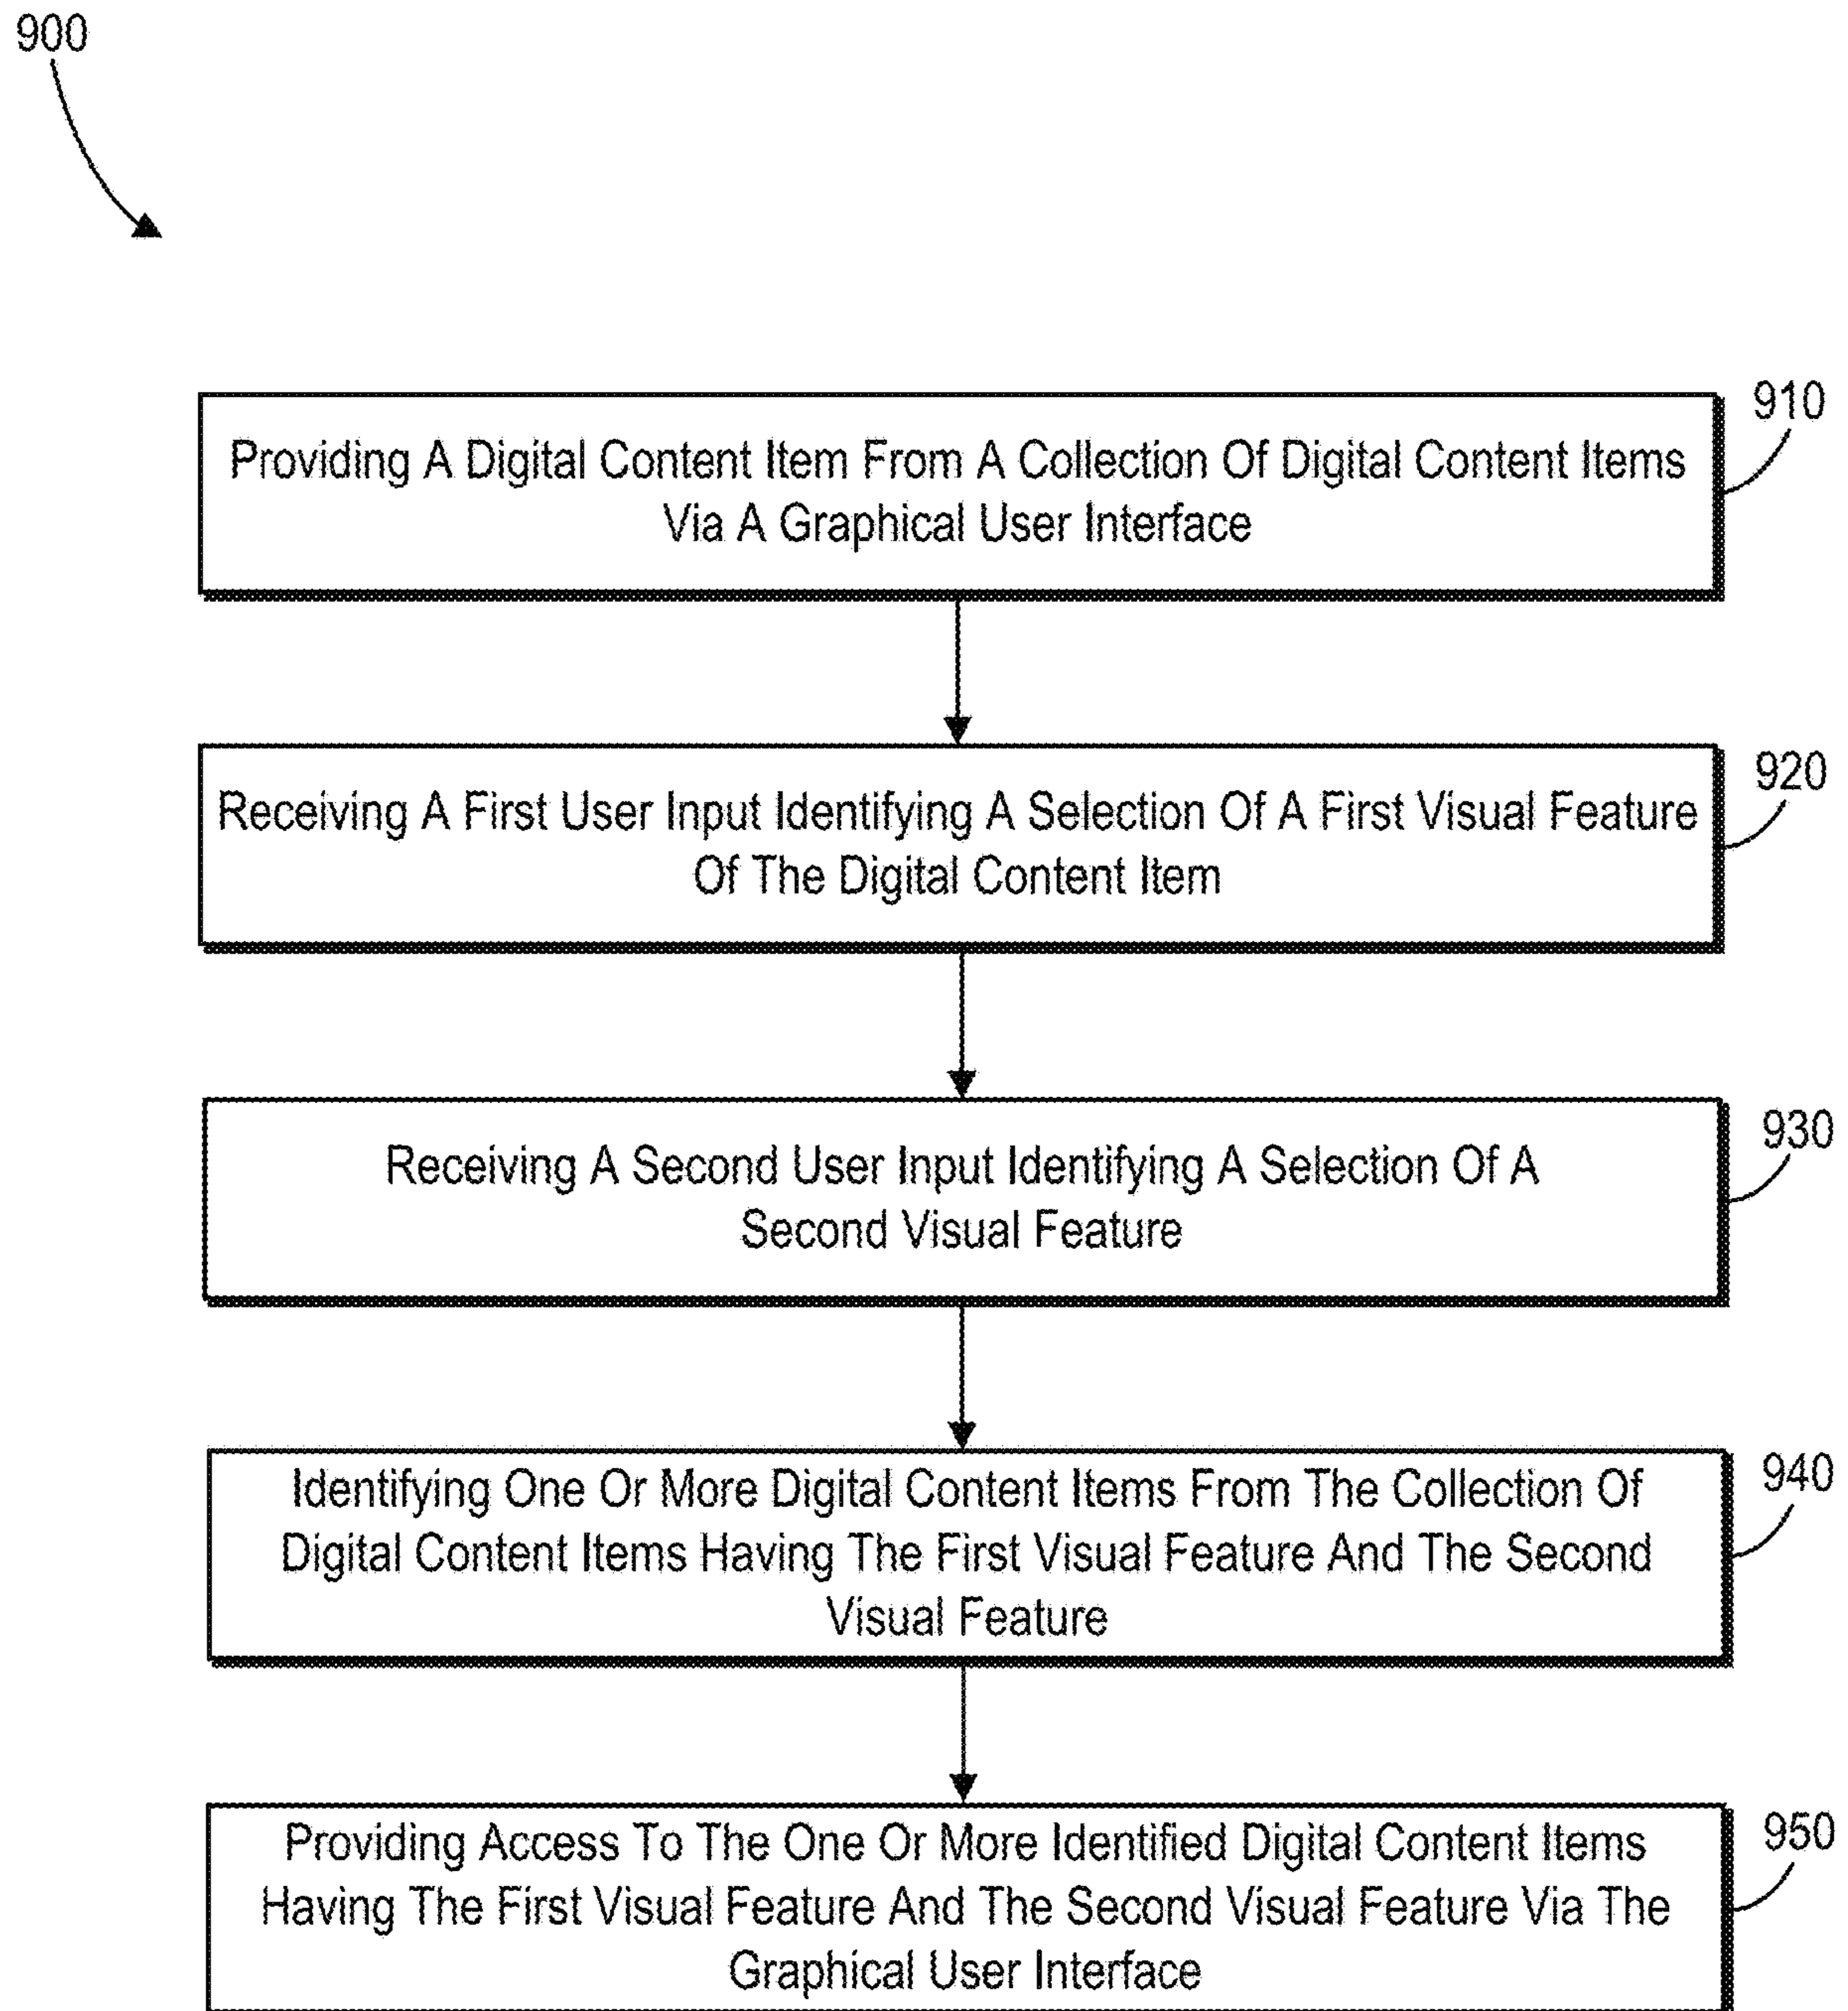 900
910
Providing A Digital Content Item From A Collection Of Digital Content Items
Via A Graphical User Interface
920
Receiving A First User Input Identifying A Selection Of A First Visual Feature
Of The Digital Content Item
930
Receiving A Second User Input Identifying A Selection Of A
Second Visual Feature
940
Identifying One Or More Digital Content Items From The Collection Of
Digital Content Items Having The First Visual Feature And The Second
Visual Feature
950
Providing Access To The One Or More Identified Digital Content Items
Having The First Visual Feature And The Second Visual Feature Via The
Graphical User Interface